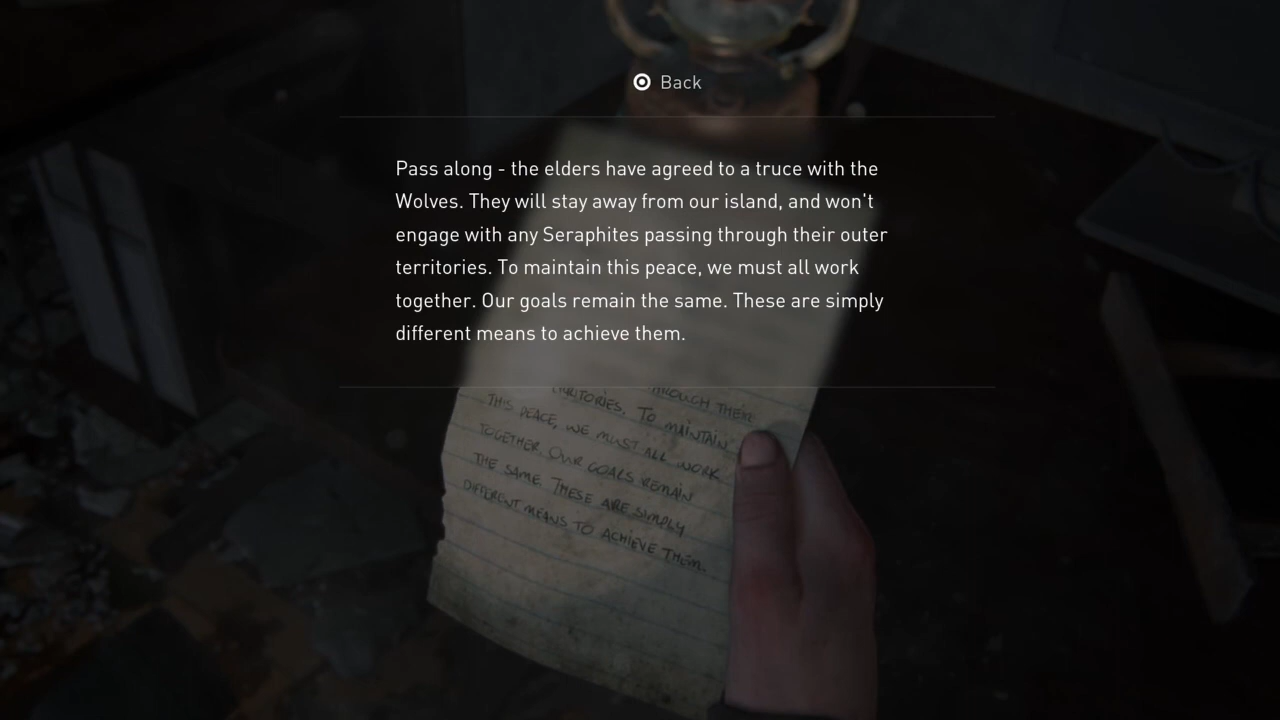 Back
Pass along - the elders have agreed to a truce with the
Wolves. They will stay away from our island, and won't
engage with any Seraphites passing through their outer
territories. To maintain this peace, we must all work
together. Our goals remain the same. These are simply
different means to achieve them.
THROUGH THEIR
TERRITORIES. TO MAINTAIN
THIS PEACE, WE MUST ALL WORK
TOGETHER. OUR GOALS REMAIN
THE SAME. THESE ARE SIMPLY
DIFFERENT MEANS TO ACHIEVE THEM.